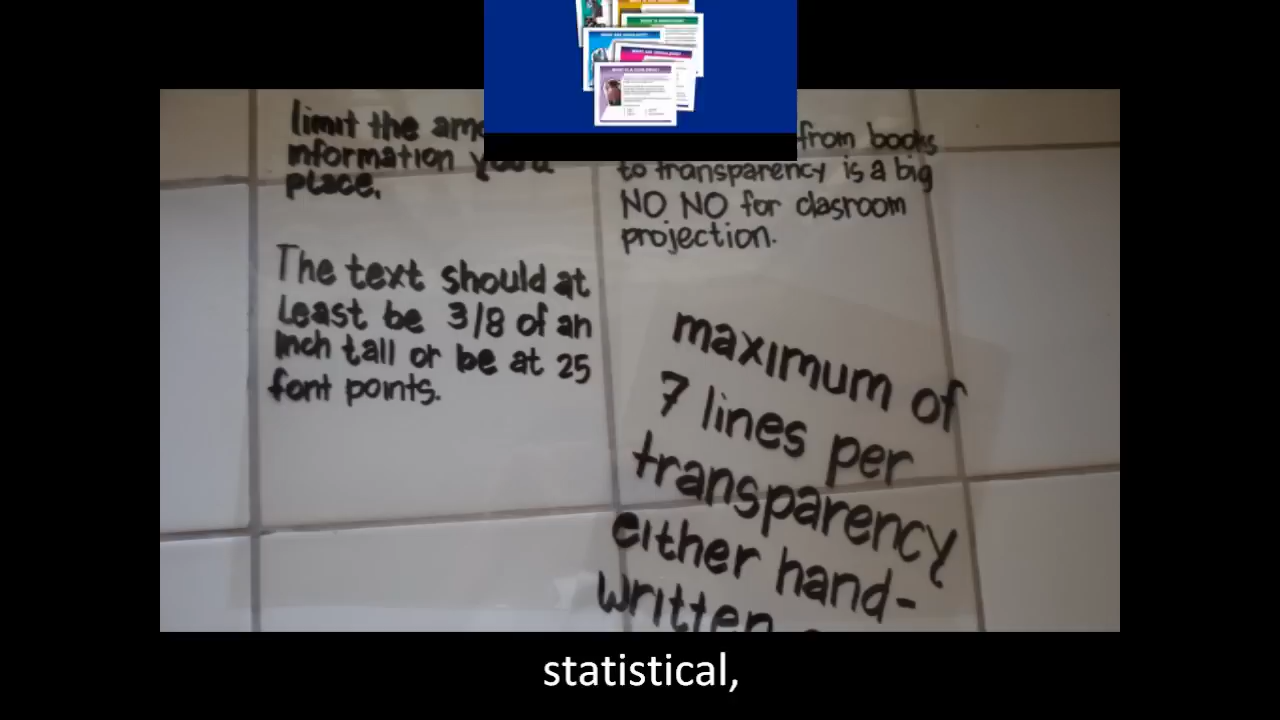 limit the
information
place.
The text should at
Least be 3/8 of an
inch tall or be at 25
font points.
from books
to transparency is a big
NO NO for clasroom
projection.
maximum of
7 lines per
transparency
either hand-
written
statistical,